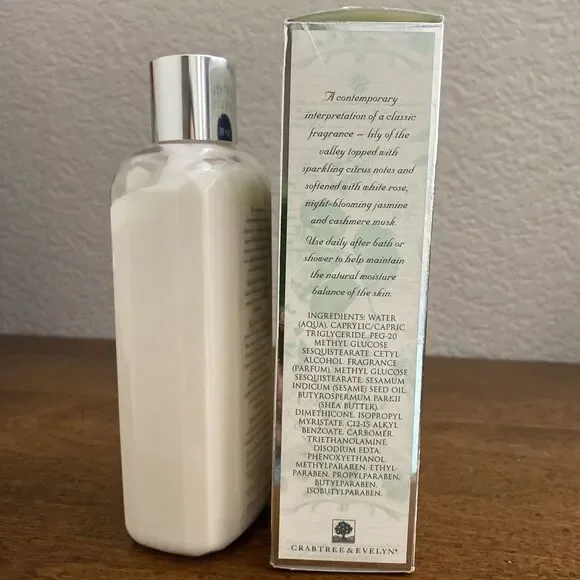 A contemporary
interpretation of a classic
fragrance – lily of the
valley topped with
sparkling citrus notes and
softened with white rose,
night-blooming jasmine
and cashmere musk.
Use daily after bath or
shower to help maintain
the natural moisture
balance of the skin.
INGREDIENTS: WATER
(AQUA), CAPRYLIC/CAPRIC
TRIGLYCERIDE, PEG-20
METHYL GLUCOSE
SESQUISTEARATE, CETYL
ALCOHOL, FRAGRANCE
(PARFUM), METHYL GLUCOSE
SESQUISTEARATE, SESAMUM
INDICUM (SESAME) SEED OIL,
BUTYROSPERMUM PARKII
(SHEA BUTTER),
DIMETHICONE, ISOPROPYL
MYRISTATE, C12-15 ALKYL
BENZOATE, CARBOMER,
TRIETHANOLAMINE,
DISODIUM EDTA,
PHENOXYETHANOL,
METHYLPARABEN, ETHYL-
PARABEN, PROPYLPARABEN,
BUTYLPARABEN,
ISOBUTYLPARABEN.
CRABTREE & EVELYN®